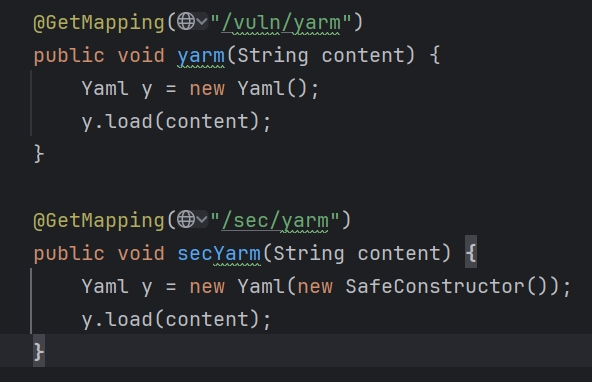 @GetMapping("/vuln/yarm")
public void yarm(String content) {
    Yaml y = new Yaml();
    y.load(content);
}
@GetMapping("/sec/yarm")
public void secYarm(String content) {
    Yaml y = new Yaml(new SafeConstructor());
    y.load(content);
}